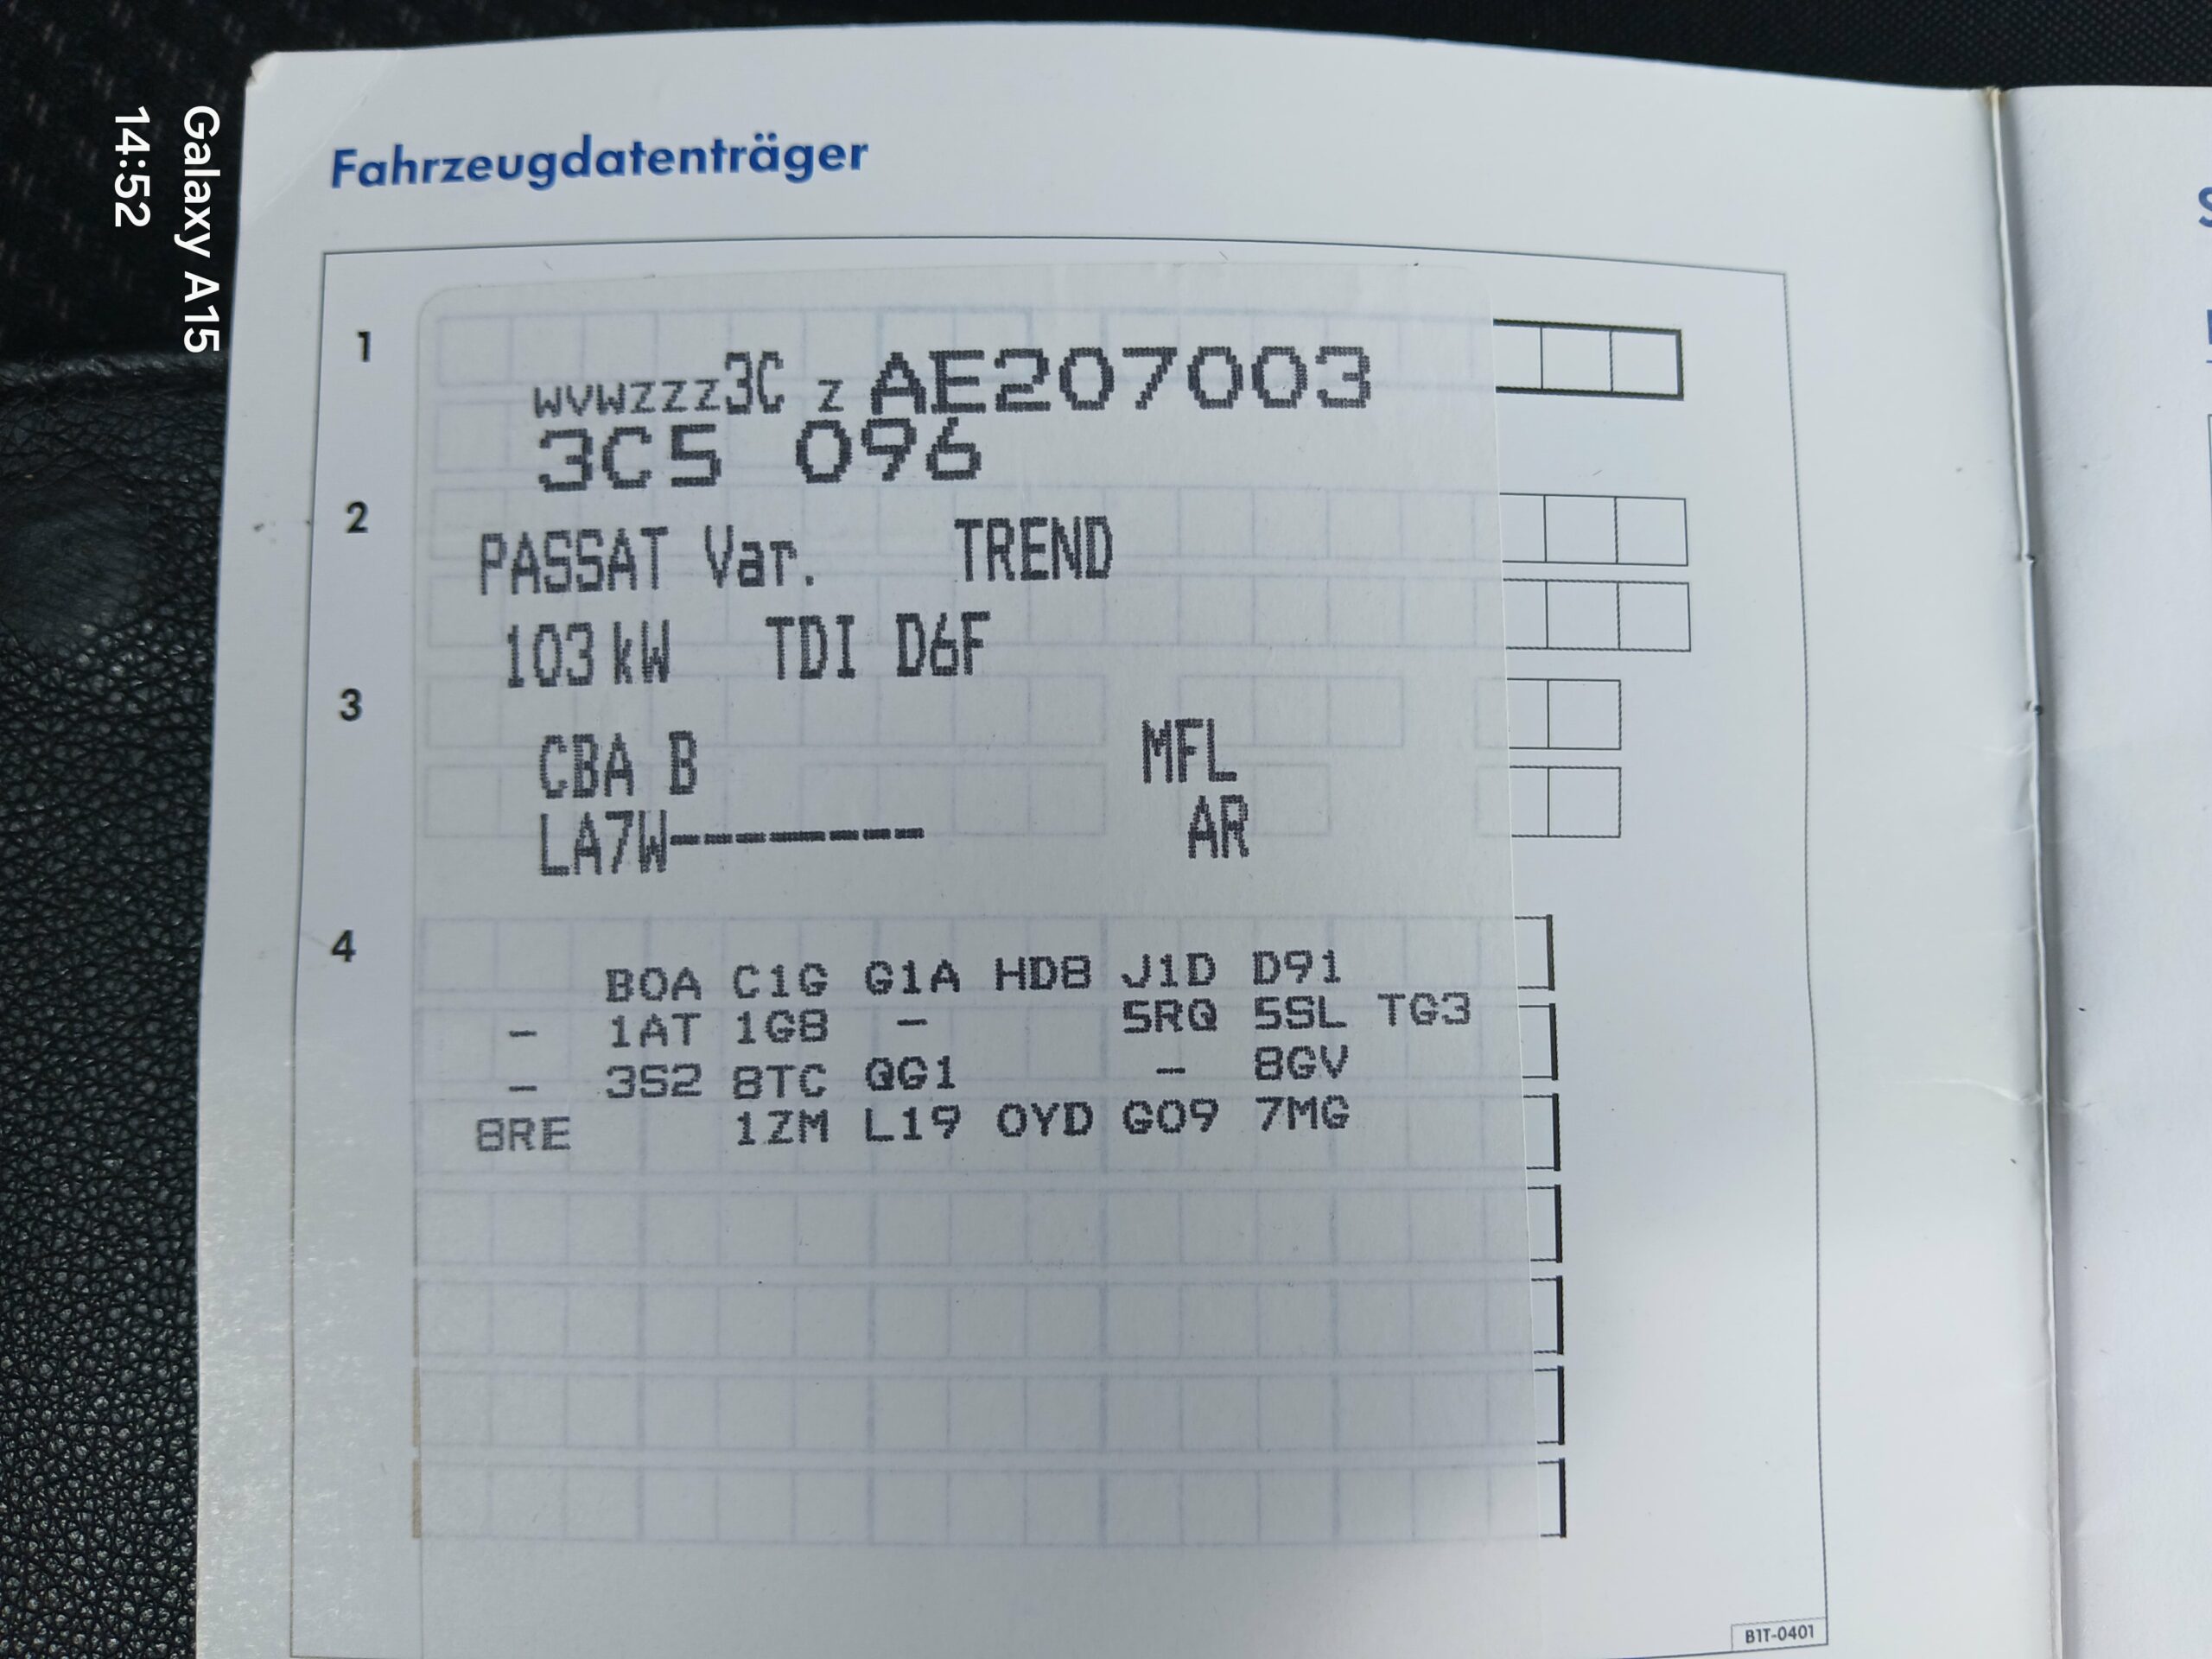 Fahrzeugdatenträger
1
WVWZZZ3C Z AE207003
3C5 096
2
PASSAT Var. TREND
103 kW TDI D6F
3
CBA B MFL
LA7W-------- AR
4
B0A C1G G1A HD8 J1D D91
- 1AT 1G8 - 5RQ 5SL TG3
- 3S2 8TC QG1 - 8GV
8RE 1ZM L19 0YD G09 7MG
B1T-0401
Galaxy A15
14:52